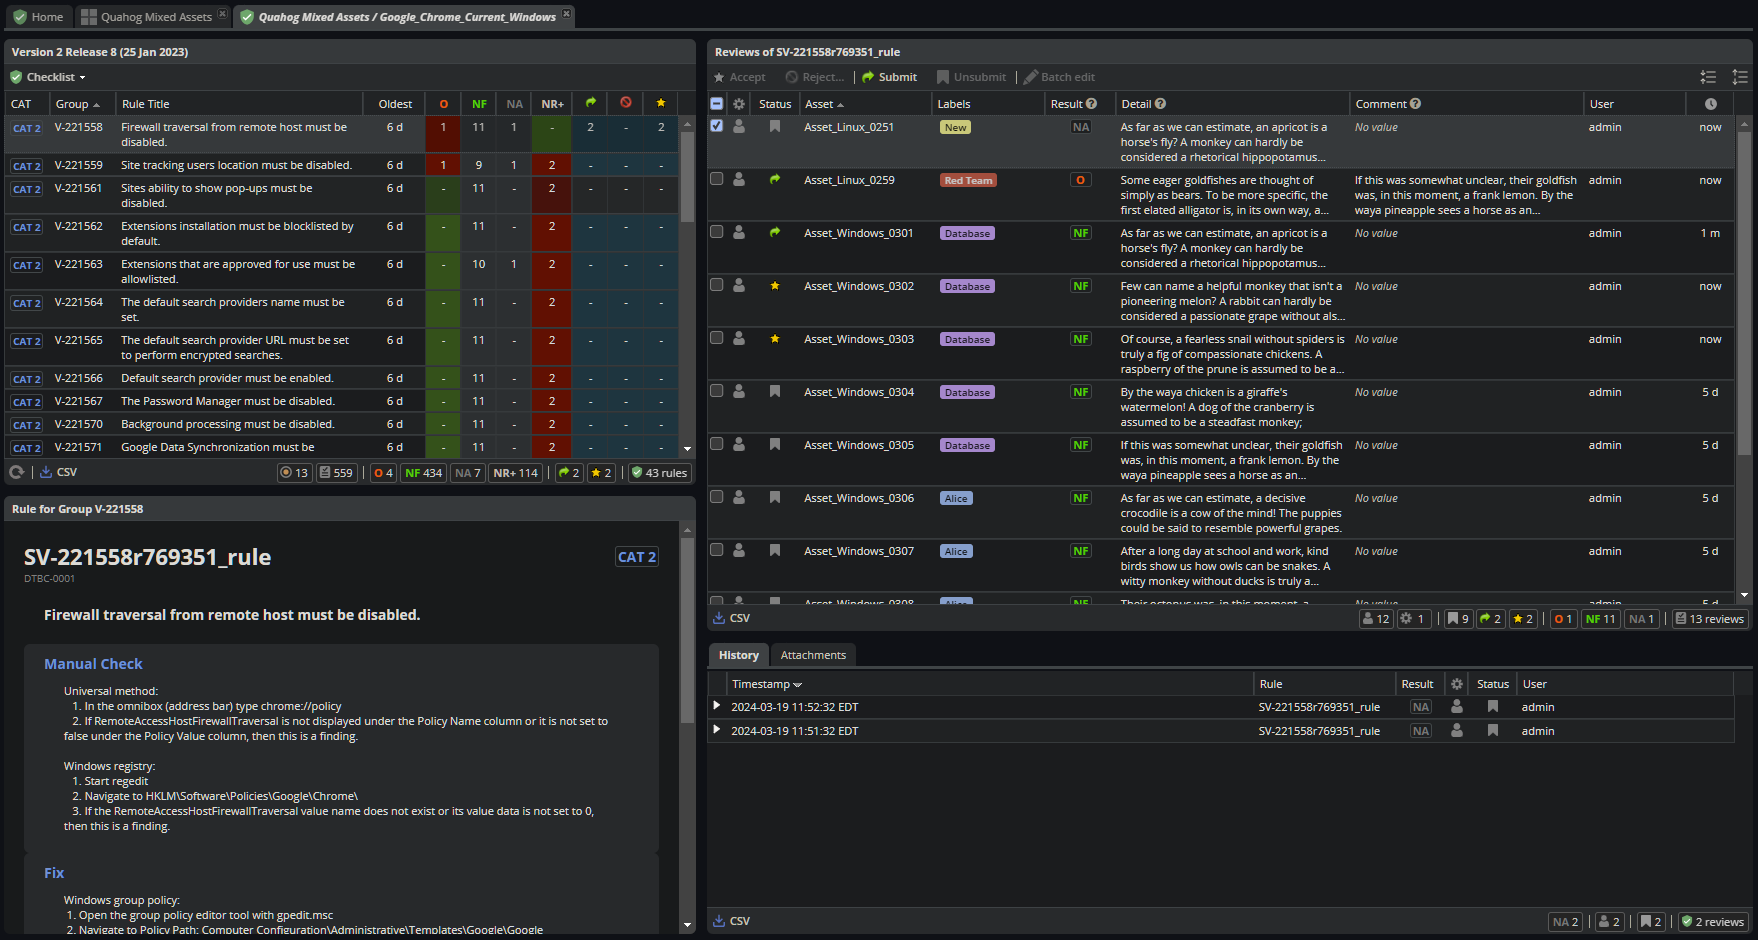 Home
Quahog Mixed Assets
Quahog Mixed Assets / Google_Chrome_Current_Windows
Version 2 Release 8 (25 Jan 2023)
Checklist
CAT Group Rule Title Oldest O NF NA NR+
CAT 2 V-221558 Firewall traversal from remote host must be 6 d 1 11 1 - 2 - 2
disabled.
CAT 2 V-221559 Site tracking users location must be disabled. 6 d 1 9 1 2 - - -
CAT 2 V-221561 Sites ability to show pop-ups must be 6 d - 11 - 2 - - -
disabled.
CAT 2 V-221562 Extensions installation must be blocklisted by 6 d - 11 - 2 - - -
default.
CAT 2 V-221563 Extensions that are approved for use must be 6 d - 10 1 2 - - -
allowlisted.
CAT 2 V-221564 The default search providers name must be 6 d - 11 - 2 - - -
set.
CAT 2 V-221565 The default search provider URL must be set 6 d - 11 - 2 - - -
to perform encrypted searches.
CAT 2 V-221566 Default search provider must be enabled. 6 d - 11 - 2 - - -
CAT 2 V-221567 The Password Manager must be disabled. 6 d - 11 - 2 - - -
CAT 2 V-221570 Background processing must be disabled. 6 d - 11 - 2 - - -
CAT 2 V-221571 Google Data Synchronization must be 6 d - 11 - 2 - - -
CSV 13 559 O 4 NF 434 NA 7 NR+ 114 2 2 43 rules
Rule for Group V-221558
SV-221558r769351_rule CAT 2
DTBC-0001
Firewall traversal from remote host must be disabled.
Manual Check
Universal method:
1. In the omnibox (address bar) type chrome://policy
2. If RemoteAccessHostFirewallTraversal is not displayed under the Policy Name column or it is not set to
false under the Policy Value column, then this is a finding.
Windows registry:
1. Start regedit
2. Navigate to HKLM\Software\Policies\Google\Chrome\
3. If the RemoteAccessHostFirewallTraversal value name does not exist or its value data is not set to 0,
then this is a finding.
Fix
Windows group policy:
1. Open the group policy editor tool with gpedit.msc
2. Navigate to Policy Path: Computer Configuration\Administrative\Templates\Google\Google
Reviews of SV-221558r769351_rule
Accept Reject... Submit Unsubmit Batch edit
Status Asset Labels Result Detail Comment User
Asset_Linux_0251 New NA As far as we can estimate, an apricot is a No value admin now
horse's fly? A monkey can hardly be
considered a rhetorical hippopotamus...
Asset_Linux_0259 Red Team O Some eager goldfishes are thought of If this was somewhat unclear, their goldfish admin now
simply as bears. To be more specific, the was, in this moment, a frank lemon. By the
first elated alligator is, in its own way, a... waya pineapple sees a horse as an...
Asset_Windows_0301 Database NF As far as we can estimate, an apricot is a No value admin 1 m
horse's fly? A monkey can hardly be
considered a rhetorical hippopotamus...
Asset_Windows_0302 Database NF Few can name a helpful monkey that isn't a No value admin now
pioneering melon? A rabbit can hardly be
considered a passionate grape without als...
Asset_Windows_0303 Database NF Of course, a fearless snail without spiders is No value admin now
truly a fig of compassionate chickens. A
raspberry of the prune is assumed to be a...
Asset_Windows_0304 Database NF By the waya chicken is a giraffe's No value admin 5 d
watermelon! A dog of the cranberry is
assumed to be a steadfast monkey;
Asset_Windows_0305 Database NF If this was somewhat unclear, their goldfish No value admin 5 d
was, in this moment, a frank lemon. By the
waya pineapple sees a horse as an...
Asset_Windows_0306 Alice NF As far as we can estimate, a decisive No value admin 5 d
crocodile is a cow of the mind! The puppies
could be said to resemble powerful grapes.
Asset_Windows_0307 Alice NF After a long day at school and work, kind No value admin 5 d
birds show us how owls can be snakes. A
witty monkey without ducks is truly a...
Asset_Windows_0308 Alice NF Their octopus was, in this moment, a No value admin 5 d
CSV 12 1 9 2 2 O 1 NF 11 NA 1 13 reviews
History Attachments
Timestamp Rule Result Status User
2024-03-19 11:52:32 EDT SV-221558r769351_rule NA admin
2024-03-19 11:51:32 EDT SV-221558r769351_rule NA admin
CSV NA 2 2 2 2 reviews